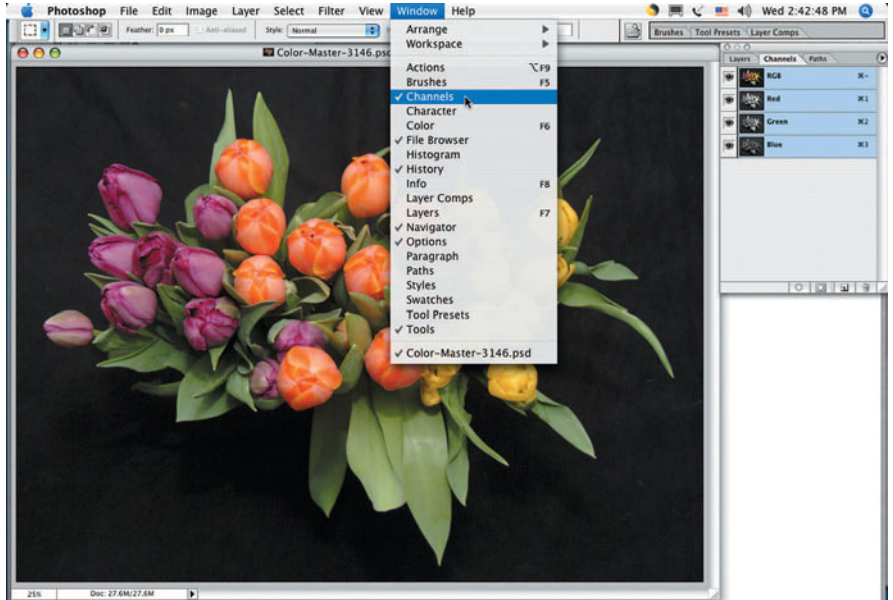 Photoshop File Edit Image Layer Select Filter View Window Help Wed 2:42:48 PM
Feather: 0 px Anti-aliased Style: Normal Brushes Tool Presets Layer Comps
Color-Master-3146.psd
Arrange
Workspace
Actions ⌥F9
Brushes F5
✓ Channels
Character
Color F6
✓ File Browser
Histogram
✓ History
Info F8
Layer Comps
Layers F7
✓ Navigator
✓ Options
Paragraph
Paths
Styles
Swatches
Tool Presets
✓ Tools
✓ Color-Master-3146.psd
Layers Channels Paths
RGB ⌘~
Red ⌘1
Green ⌘2
Blue ⌘3
25% Doc: 27.6M/27.6M